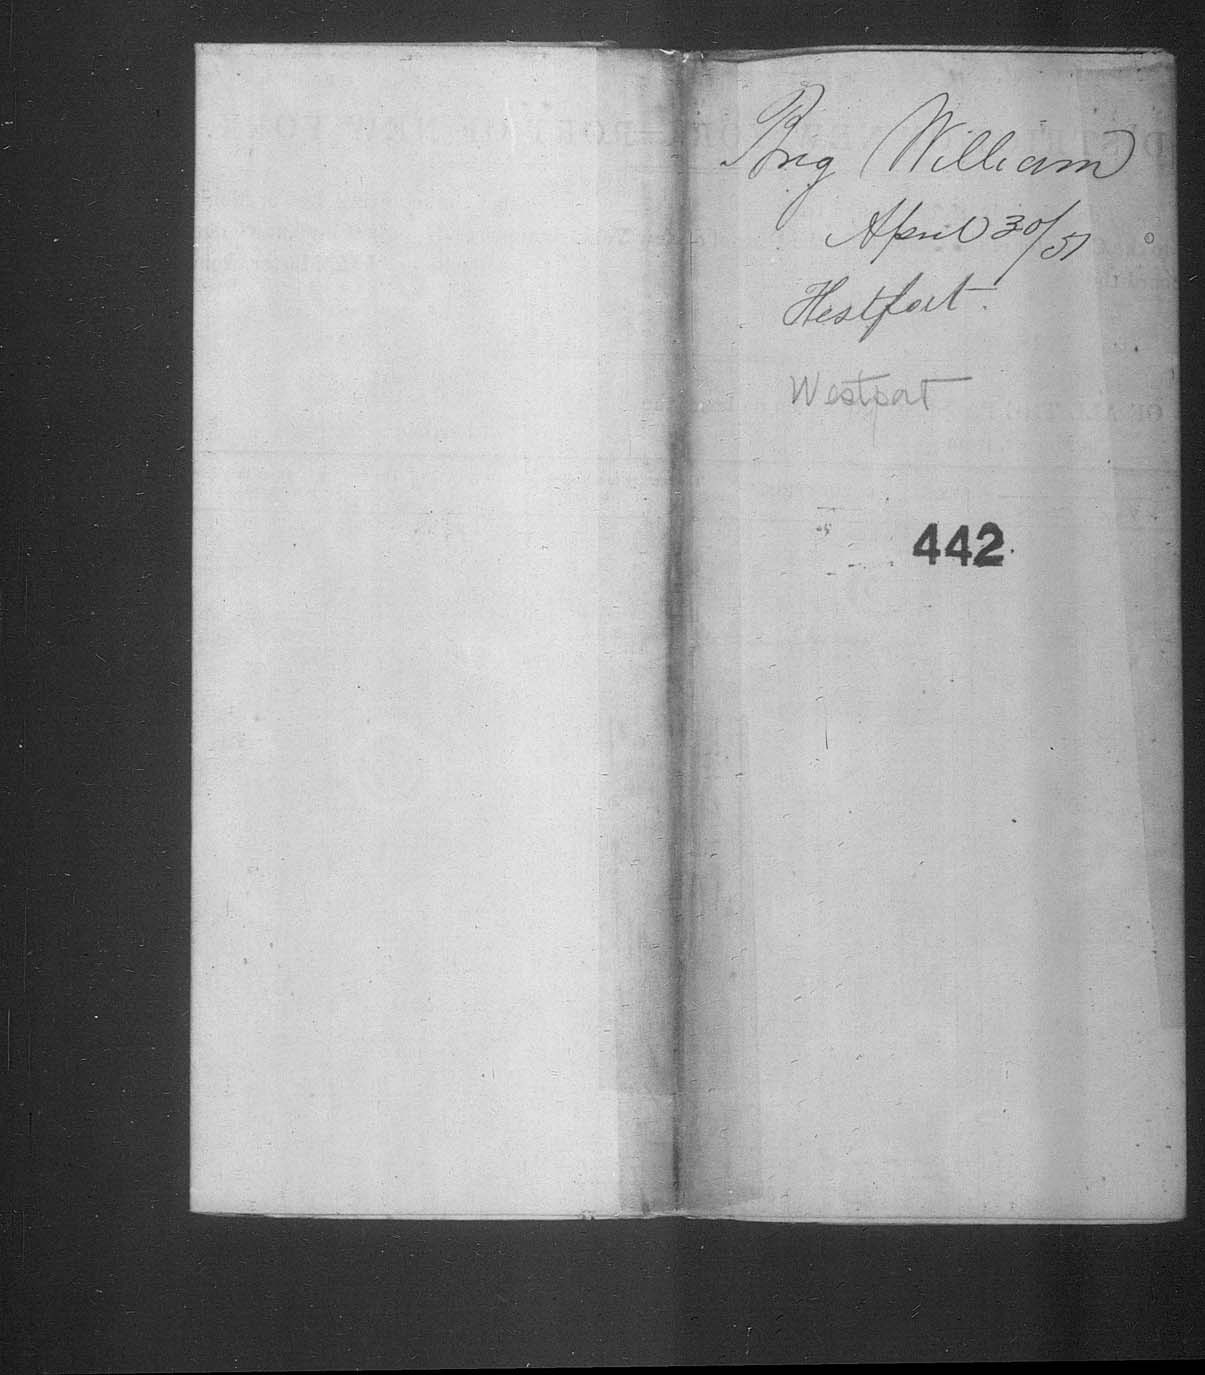 Brig William
April 30/51
Westport.
Westport
442